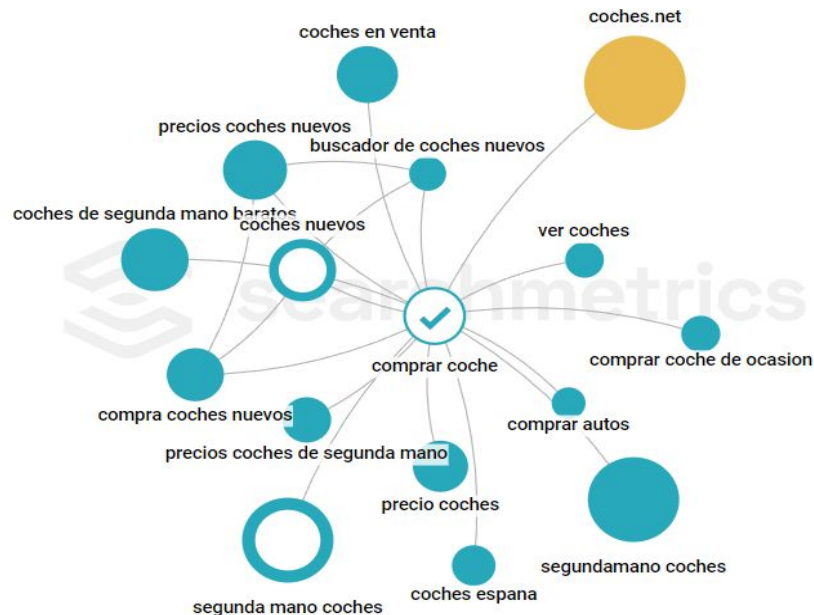 coches.net
coches en venta
precios coches nuevos
buscador de coches nuevos
coches de segunda mano baratos
coches nuevos
ver coches
searchmetrics
comprar coche
comprar coche de ocasion
compra coches nuevos
comprar autos
precios coches de segunda mano
precio coches
segundamano coches
coches espana
segunda mano coches